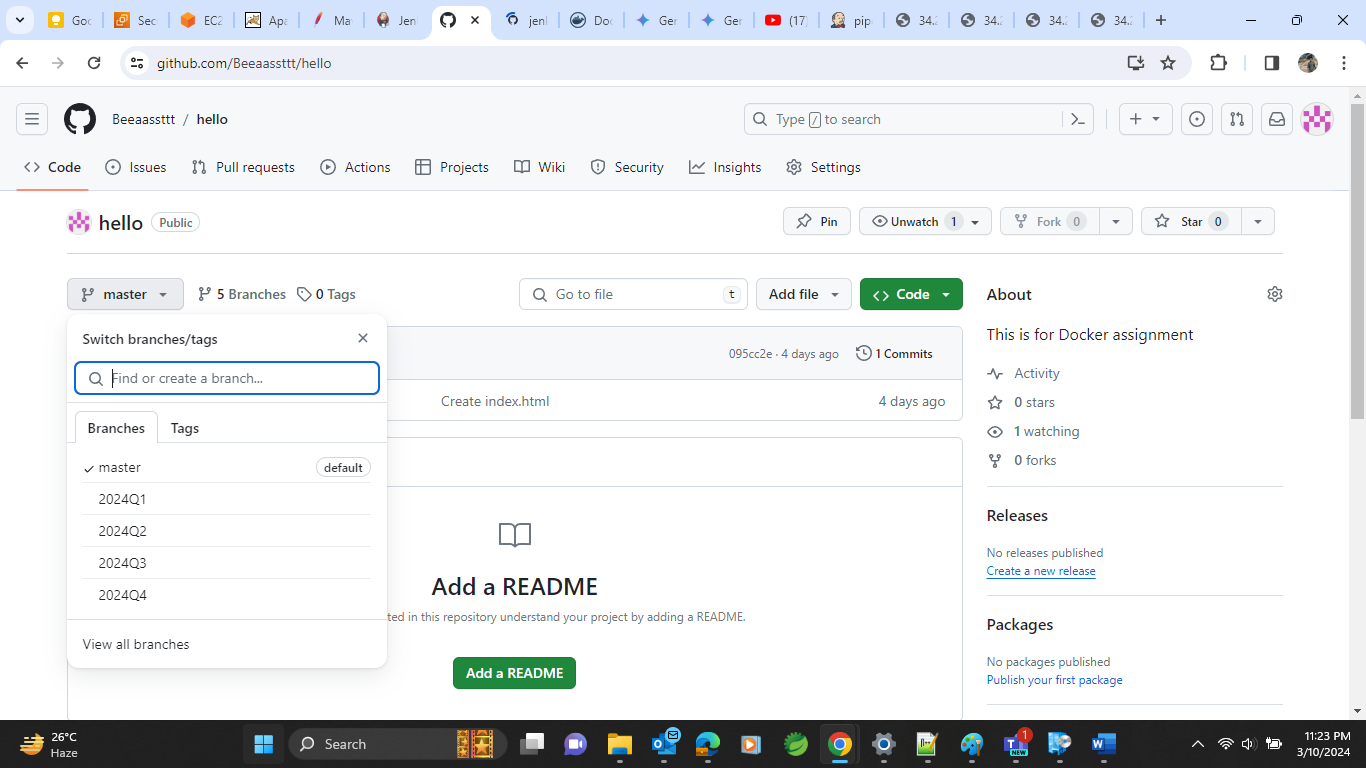 Goo
Sec
EC2
Apa
Ma
Jen
jenl
Doc
Ger
Ger
(17)
pip
34.2
34.2
34.2
34.2
github.com/Beeaassttt/hello
Beeaassttt / hello
Type / to search
Code
Issues
Pull requests
Actions
Projects
Wiki
Security
Insights
Settings
hello Public
Pin
Unwatch 1
Fork 0
Star 0
master
5 Branches
0 Tags
Go to file t
Add file
Code
Switch branches/tags
Find or create a branch...
Branches
Tags
master default
2024Q1
2024Q2
2024Q3
2024Q4
View all branches
095cc2e · 4 days ago
1 Commits
Create index.html
4 days ago
Add a README
ted in this repository understand your project by adding a README.
Add a README
About
This is for Docker assignment
Activity
0 stars
1 watching
0 forks
Releases
No releases published
Create a new release
Packages
No packages published
Publish your first package
26°C
Haze
Search
NEW
1
11:23 PM
3/10/2024